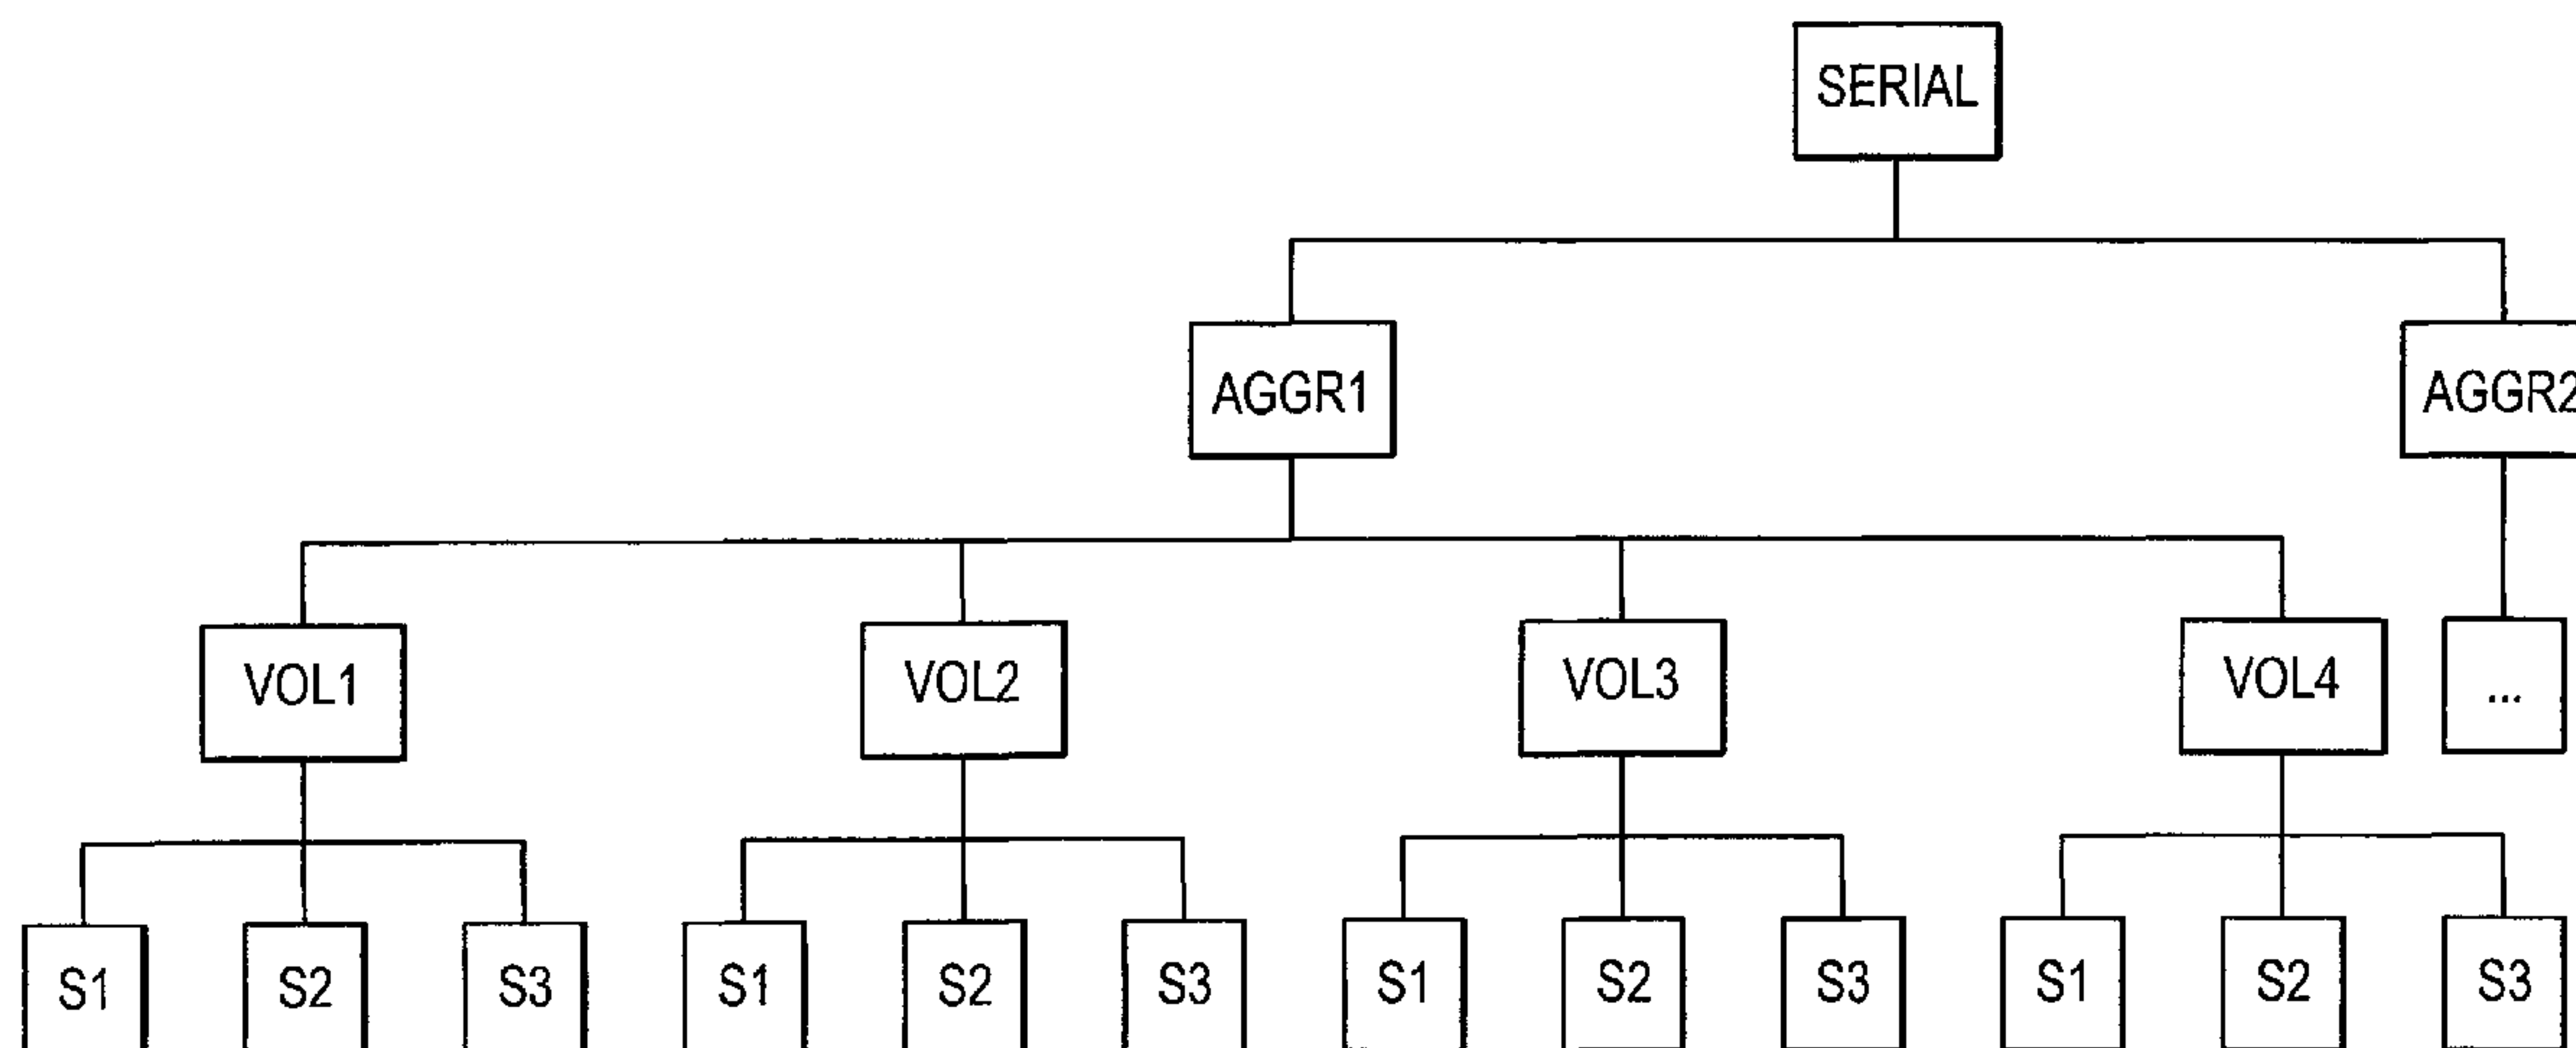 SERIAL
AGGR1
AGGR2
VOL1
VOL2
VOL3
VOL4
...
S1
S2
S3
S1
S2
S3
S1
S2
S3
S1
S2
S3